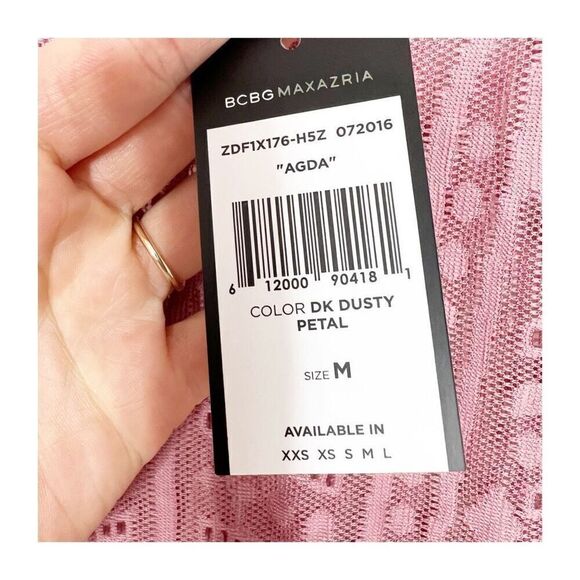 BCBGMAXAZRIA
ZDF1X176-H5Z 072016
"AGDA"
6 12000 90418 1
COLOR DK DUSTY
PETAL
SIZE M
AVAILABLE IN
XXS XS S M L